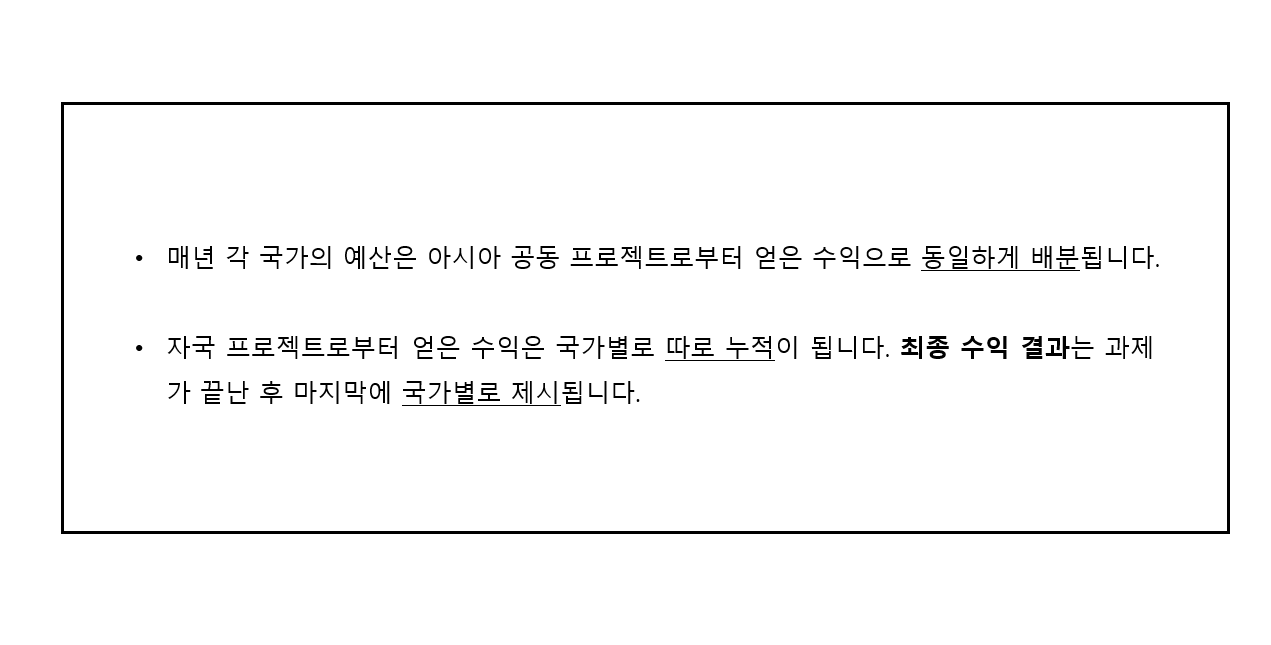 • 매년 각 국가의 예산은 아시아 공동 프로젝트로부터 얻은 수익으로 동일하게 배분됩니다.
• 자국 프로젝트로부터 얻은 수익은 국가별로 따로 누적이 됩니다. 최종 수익 결과는 과제
가 끝난 후 마지막에 국가별로 제시됩니다.